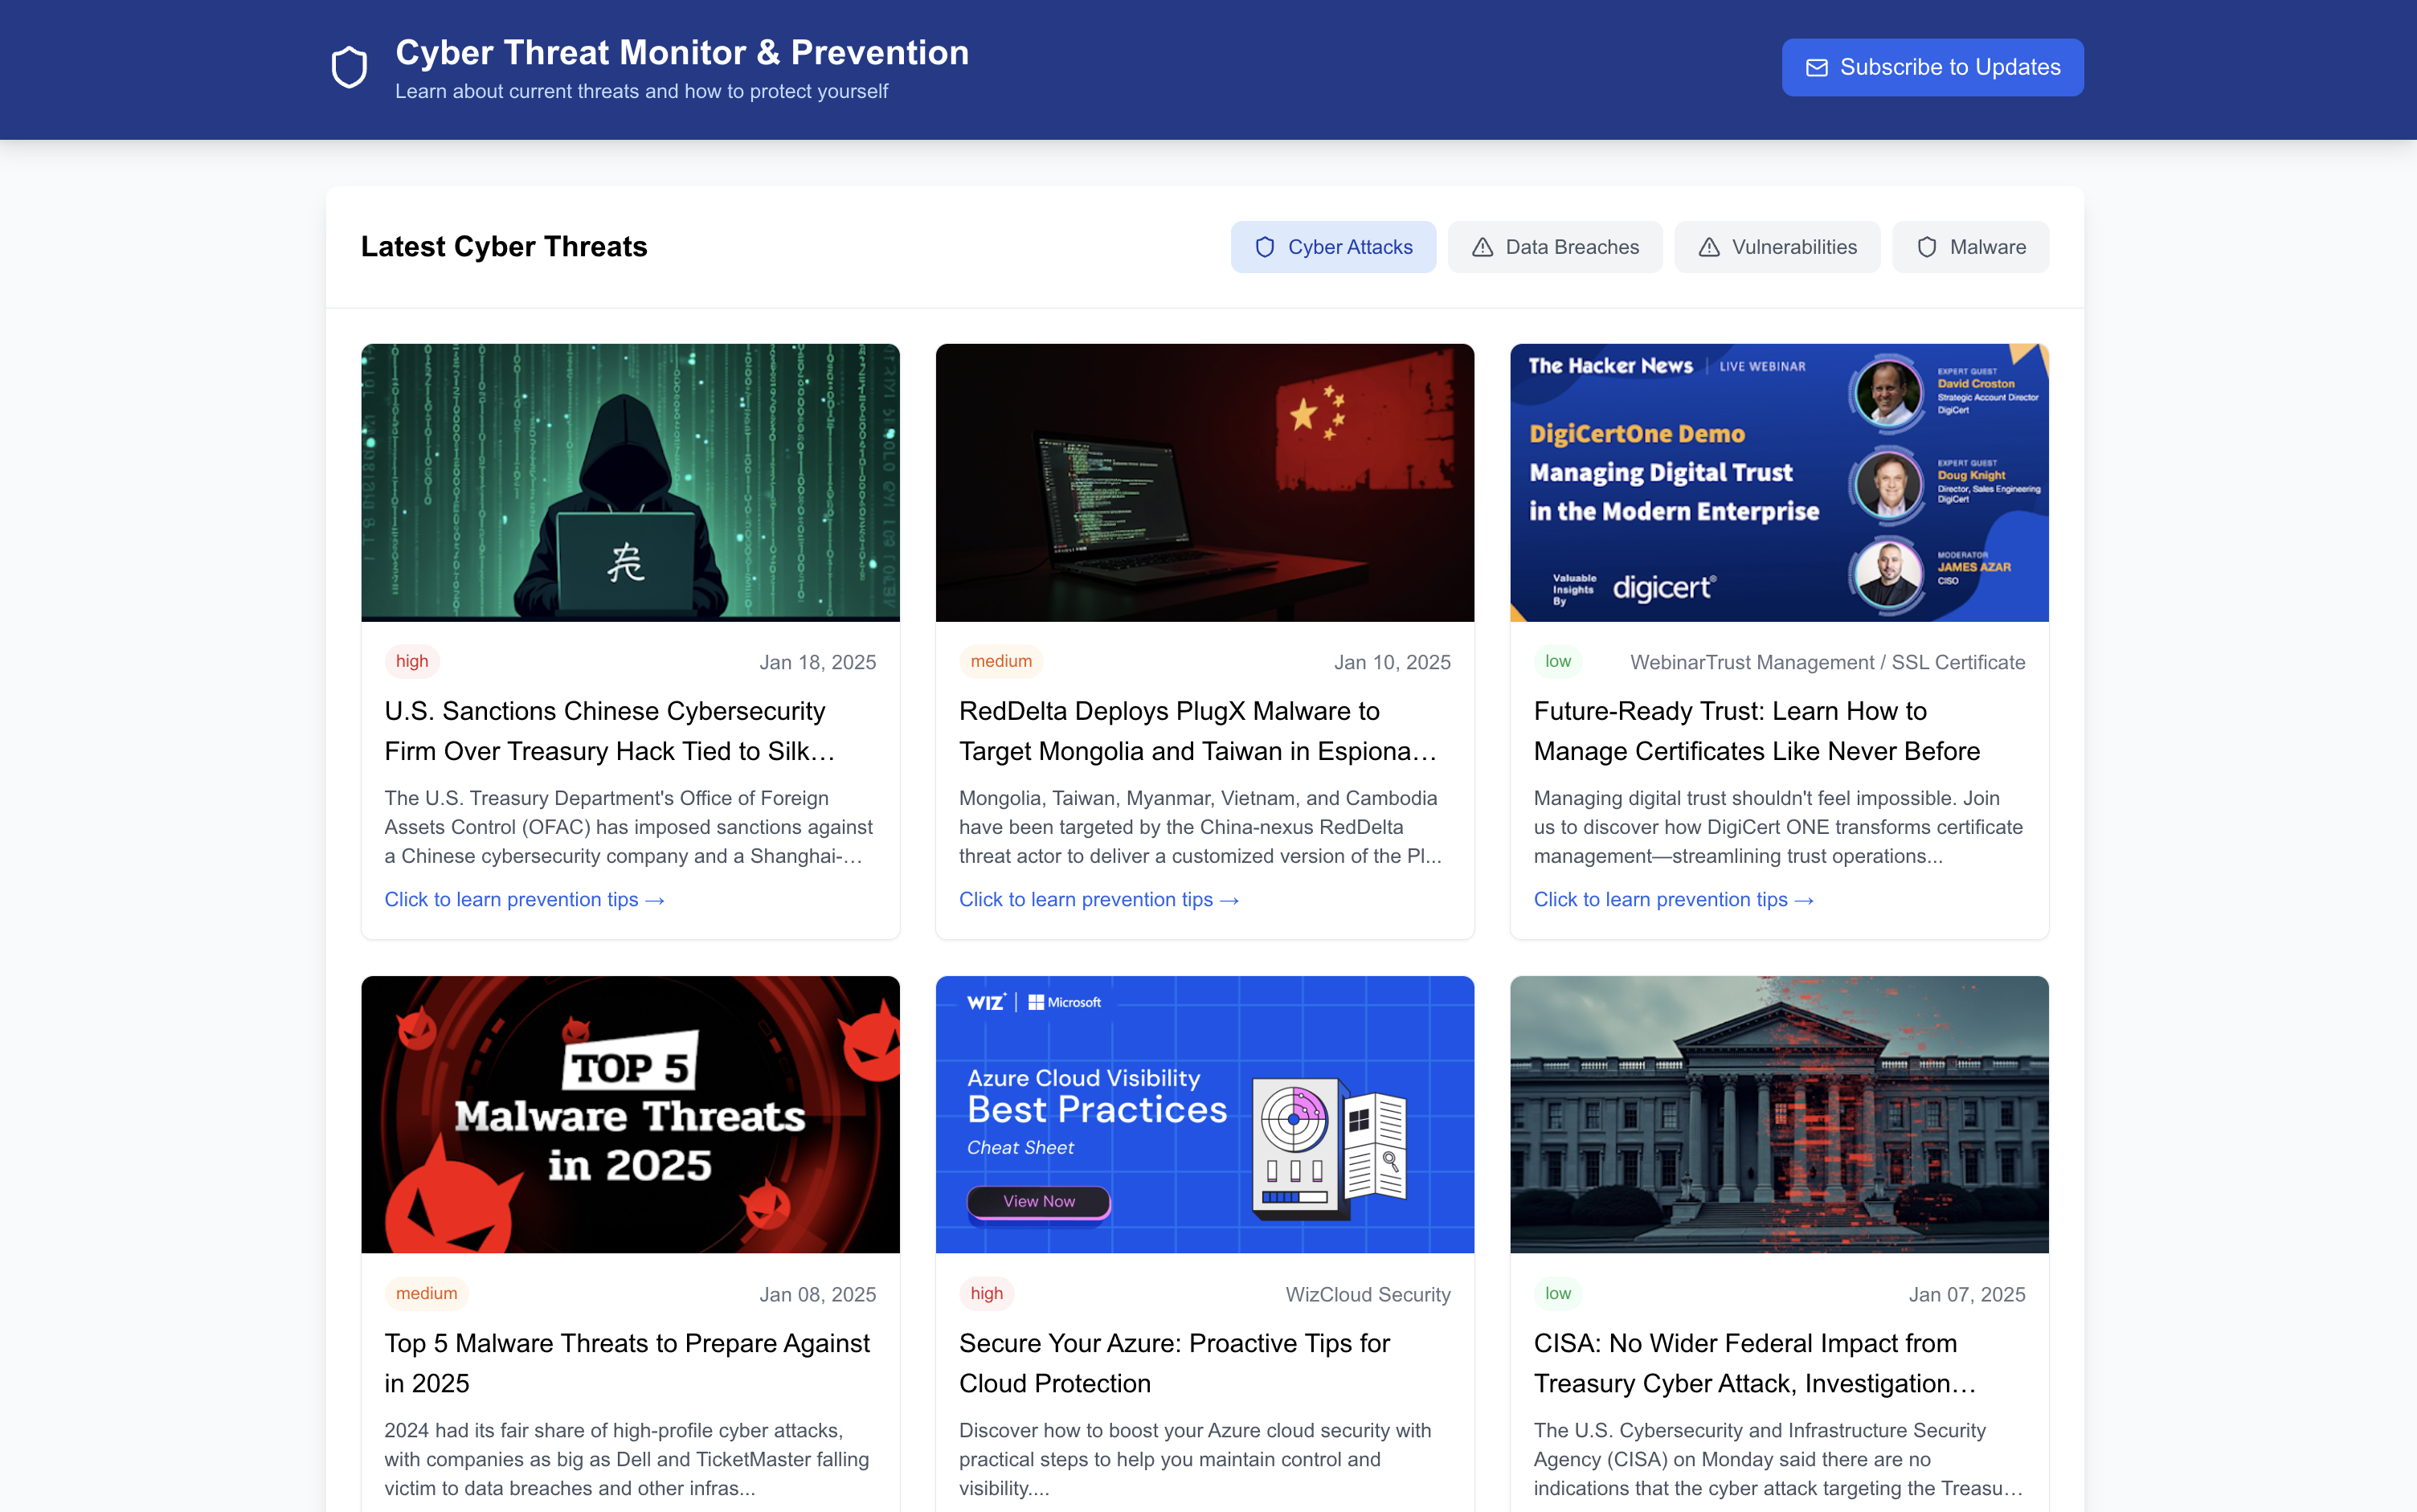 Cyber Threat Monitor & Prevention
Learn about current threats and how to protect yourself
Subscribe to Updates
Latest Cyber Threats
Cyber Attacks
Data Breaches
Vulnerabilities
Malware
high
Jan 18, 2025
U.S. Sanctions Chinese Cybersecurity
Firm Over Treasury Hack Tied to Silk…
The U.S. Treasury Department's Office of Foreign
Assets Control (OFAC) has imposed sanctions against
a Chinese cybersecurity company and a Shanghai-…
Click to learn prevention tips →
medium
Jan 10, 2025
RedDelta Deploys PlugX Malware to
Target Mongolia and Taiwan in Espiona…
Mongolia, Taiwan, Myanmar, Vietnam, and Cambodia
have been targeted by the China-nexus RedDelta
threat actor to deliver a customized version of the Pl...
Click to learn prevention tips →
The Hacker News | LIVE WEBINAR
DigiCertOne Demo
Managing Digital Trust
in the Modern Enterprise
Valuable
Insights
By
digicert®
EXPERT GUEST
David Croston
Strategic Account Director
DigiCert
EXPERT GUEST
Doug Knight
Director, Sales Engineering
DigiCert
MODERATOR
JAMES AZAR
CISO
low
WebinarTrust Management / SSL Certificate
Future-Ready Trust: Learn How to
Manage Certificates Like Never Before
Managing digital trust shouldn't feel impossible. Join
us to discover how DigiCert ONE transforms certificate
management—streamlining trust operations...
Click to learn prevention tips →
TOP 5
Malware Threats
in 2025
medium
Jan 08, 2025
Top 5 Malware Threats to Prepare Against
in 2025
2024 had its fair share of high-profile cyber attacks,
with companies as big as Dell and TicketMaster falling
victim to data breaches and other infras...
WIZ | Microsoft
Azure Cloud Visibility
Best Practices
Cheat Sheet
View Now
high
WizCloud Security
Secure Your Azure: Proactive Tips for
Cloud Protection
Discover how to boost your Azure cloud security with
practical steps to help you maintain control and
visibility....
low
Jan 07, 2025
CISA: No Wider Federal Impact from
Treasury Cyber Attack, Investigation…
The U.S. Cybersecurity and Infrastructure Security
Agency (CISA) on Monday said there are no
indications that the cyber attack targeting the Treasu…